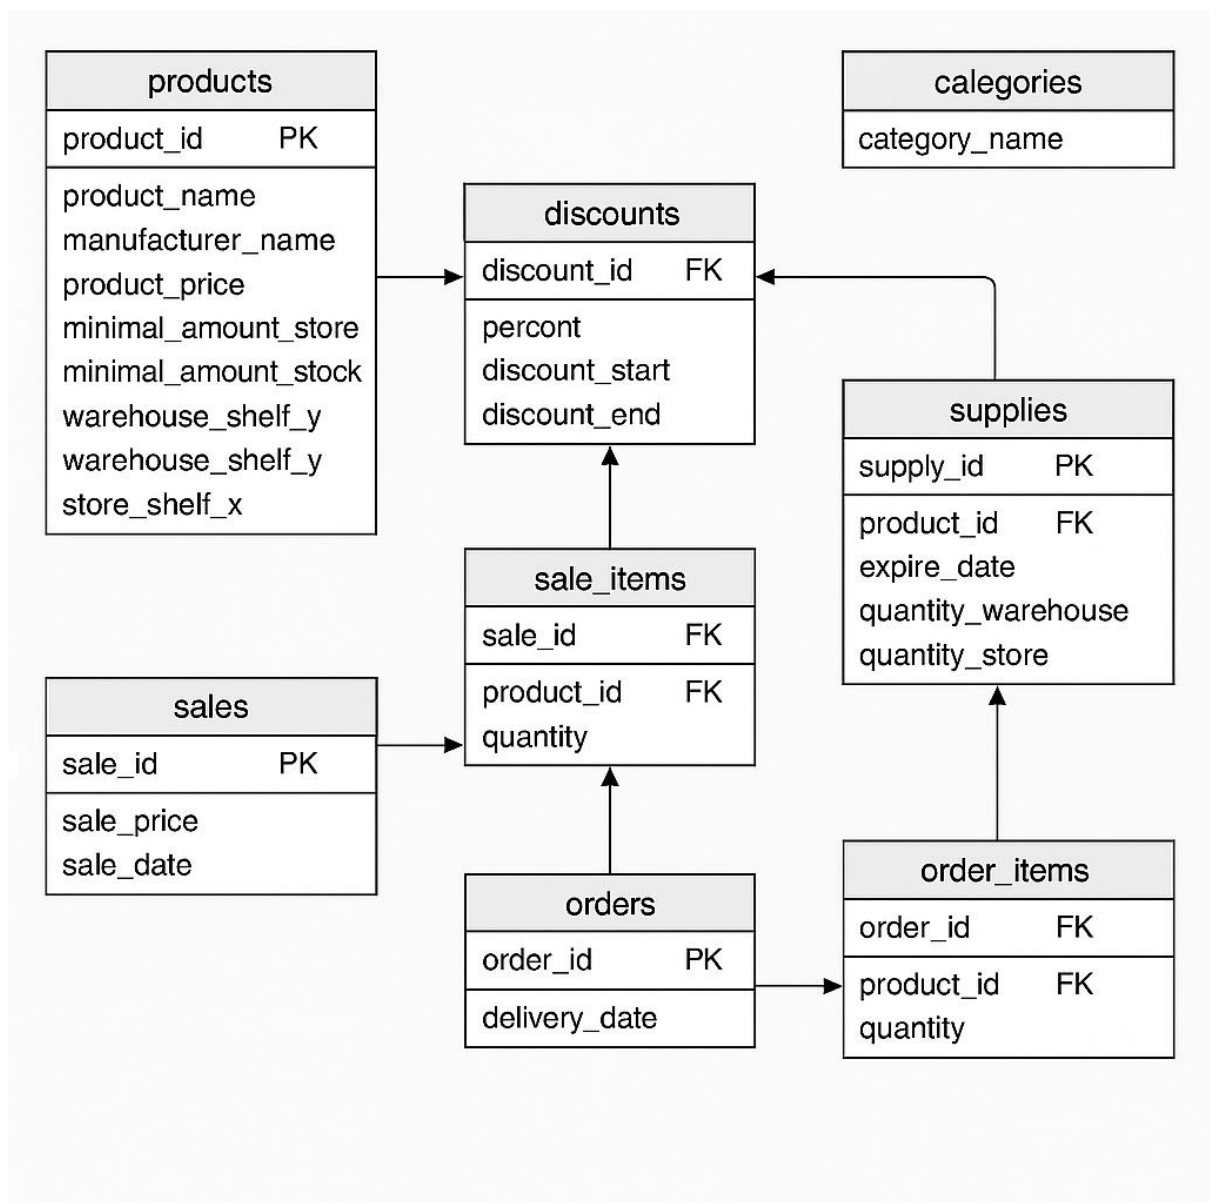 products
product_id PK
product_name
manufacturer_name
product_price
minimal_amount_store
minimal_amount_stock
warehouse_shelf_y
warehouse_shelf_y
store_shelf_x
calegories
category_name
discounts
discount_id FK
percont
discount_start
discount_end
supplies
supply_id PK
product_id FK
expire_date
quantity_warehouse
quantity_store
sale_items
sale_id FK
product_id FK
quantity
sales
sale_id PK
sale_price
sale_date
orders
order_id PK
delivery_date
order_items
order_id FK
product_id FK
quantity